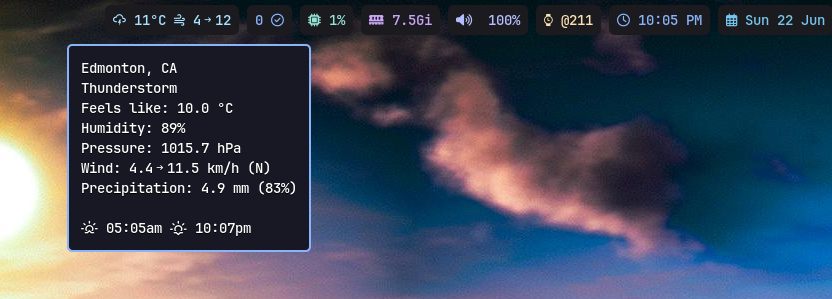 11°C 4→12 0 1% 7.5Gi 100% @211 10:05 PM Sun 22 Jun
Edmonton, CA
Thunderstorm
Feels like: 10.0 °C
Humidity: 89%
Pressure: 1015.7 hPa
Wind: 4.4→11.5 km/h (N)
Precipitation: 4.9 mm (83%)
05:05am 10:07pm